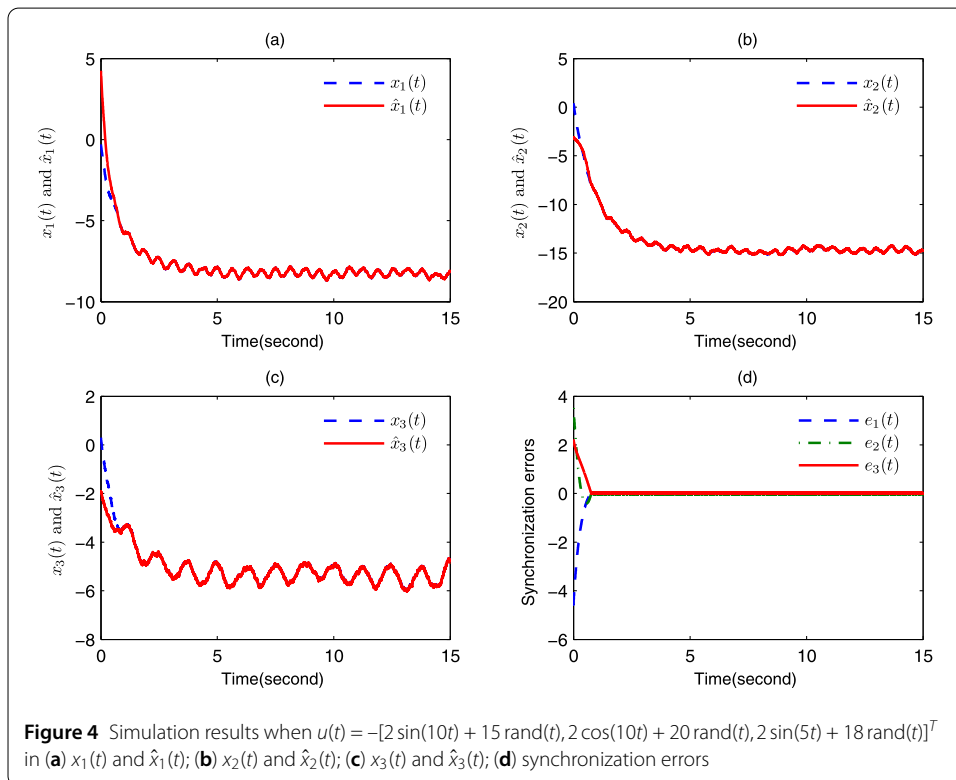 (a)
5
0
−5
−10
0
5
10
15
x₁(t) and x̂₁(t)
Time(second)
x₁(t)
x̂₁(t)
(b)
0
−5
−10
−15
−20
0
5
10
15
x₂(t) and x̂₂(t)
Time(second)
x₂(t)
x̂₂(t)
(c)
2
0
−2
−4
−6
−8
0
5
10
15
x₃(t) and x̂₃(t)
Time(second)
x₃(t)
x̂₃(t)
(d)
4
2
0
−2
−4
−6
0
5
10
15
Synchronization errors
Time(second)
e₁(t)
e₂(t)
e₃(t)
Figure 4 Simulation results when u(t) = –[2 sin(10t) + 15 rand(t), 2 cos(10t) + 20 rand(t), 2 sin(5t) + 18 rand(t)]ᵀ
in (a) x₁(t) and x̂₁(t); (b) x₂(t) and x̂₂(t); (c) x₃(t) and x̂₃(t); (d) synchronization errors